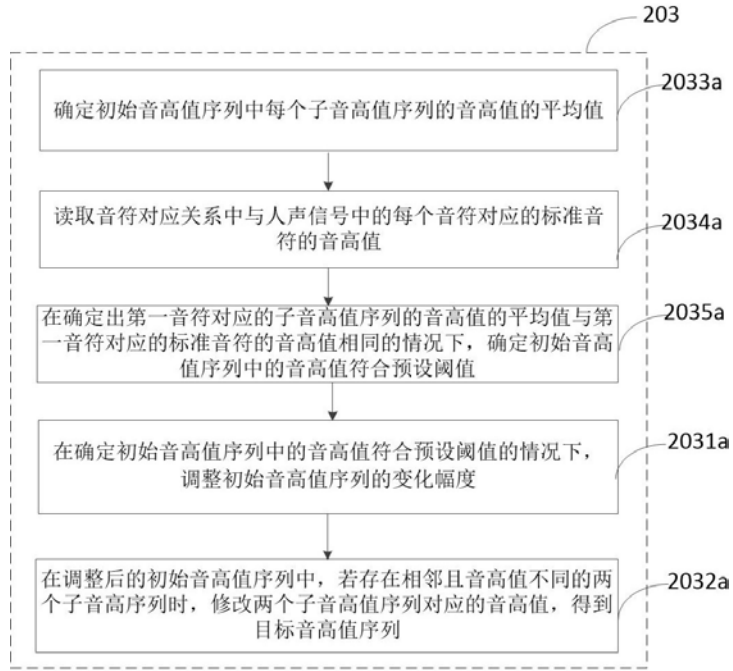 203
2033a
确定初始音高值序列中每个子音高值序列的音高值的平均值
读取音符对应关系中与人声信号中的每个音符对应的标准音
符的音高值
2034a
在确定出第一音符对应的子音高值序列的音高值的平均值与第
一音符对应的标准音符的音高值相同的情况下，确定初始音高
值序列中的音高值符合预设阈值
2035a
在确定初始音高值序列中的音高值符合预设阈值的情况下，
调整初始音高值序列的变化幅度
2031a
在调整后的初始音高值序列中，若存在相邻且音高值不同的两
个子音高序列时，修改两个子音高值序列对应的音高值，得到
目标音高值序列
2032a